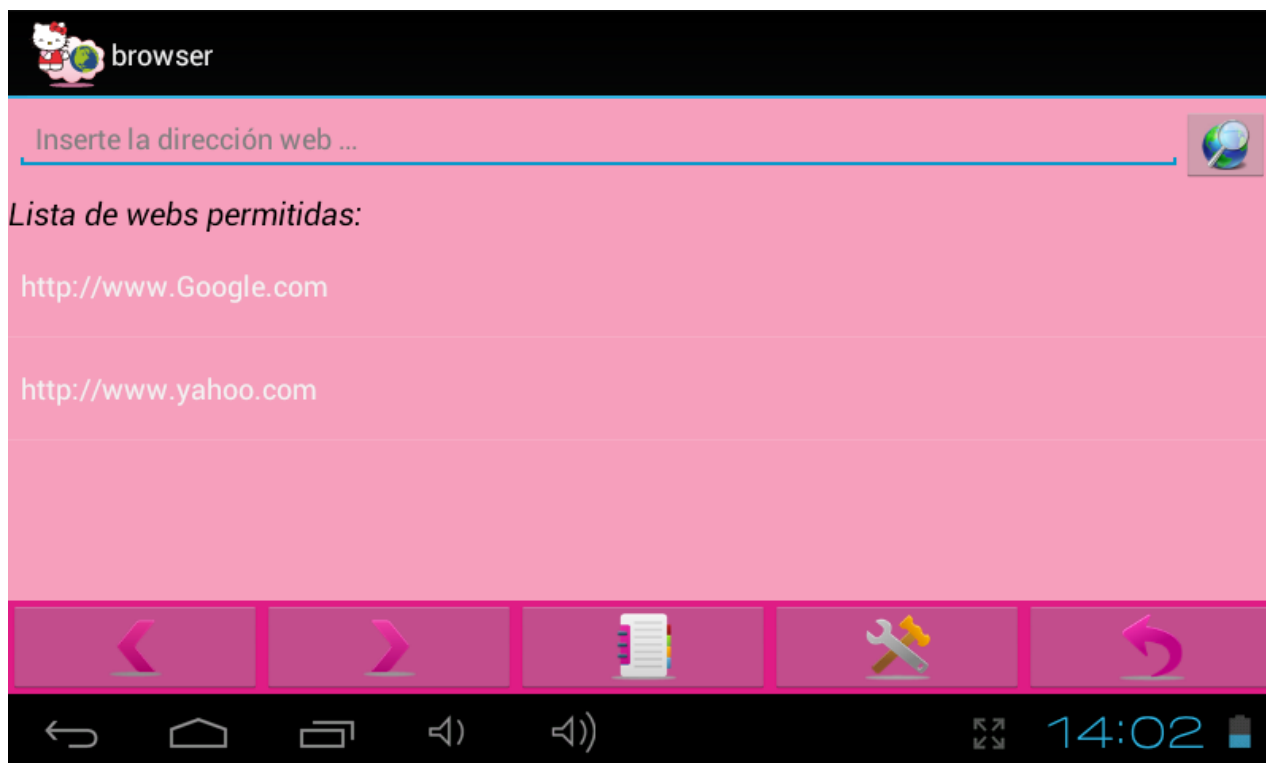 browser
Inserte la dirección web ...
Lista de webs permitidas:
http://www.Google.com
http://www.yahoo.com
14:02